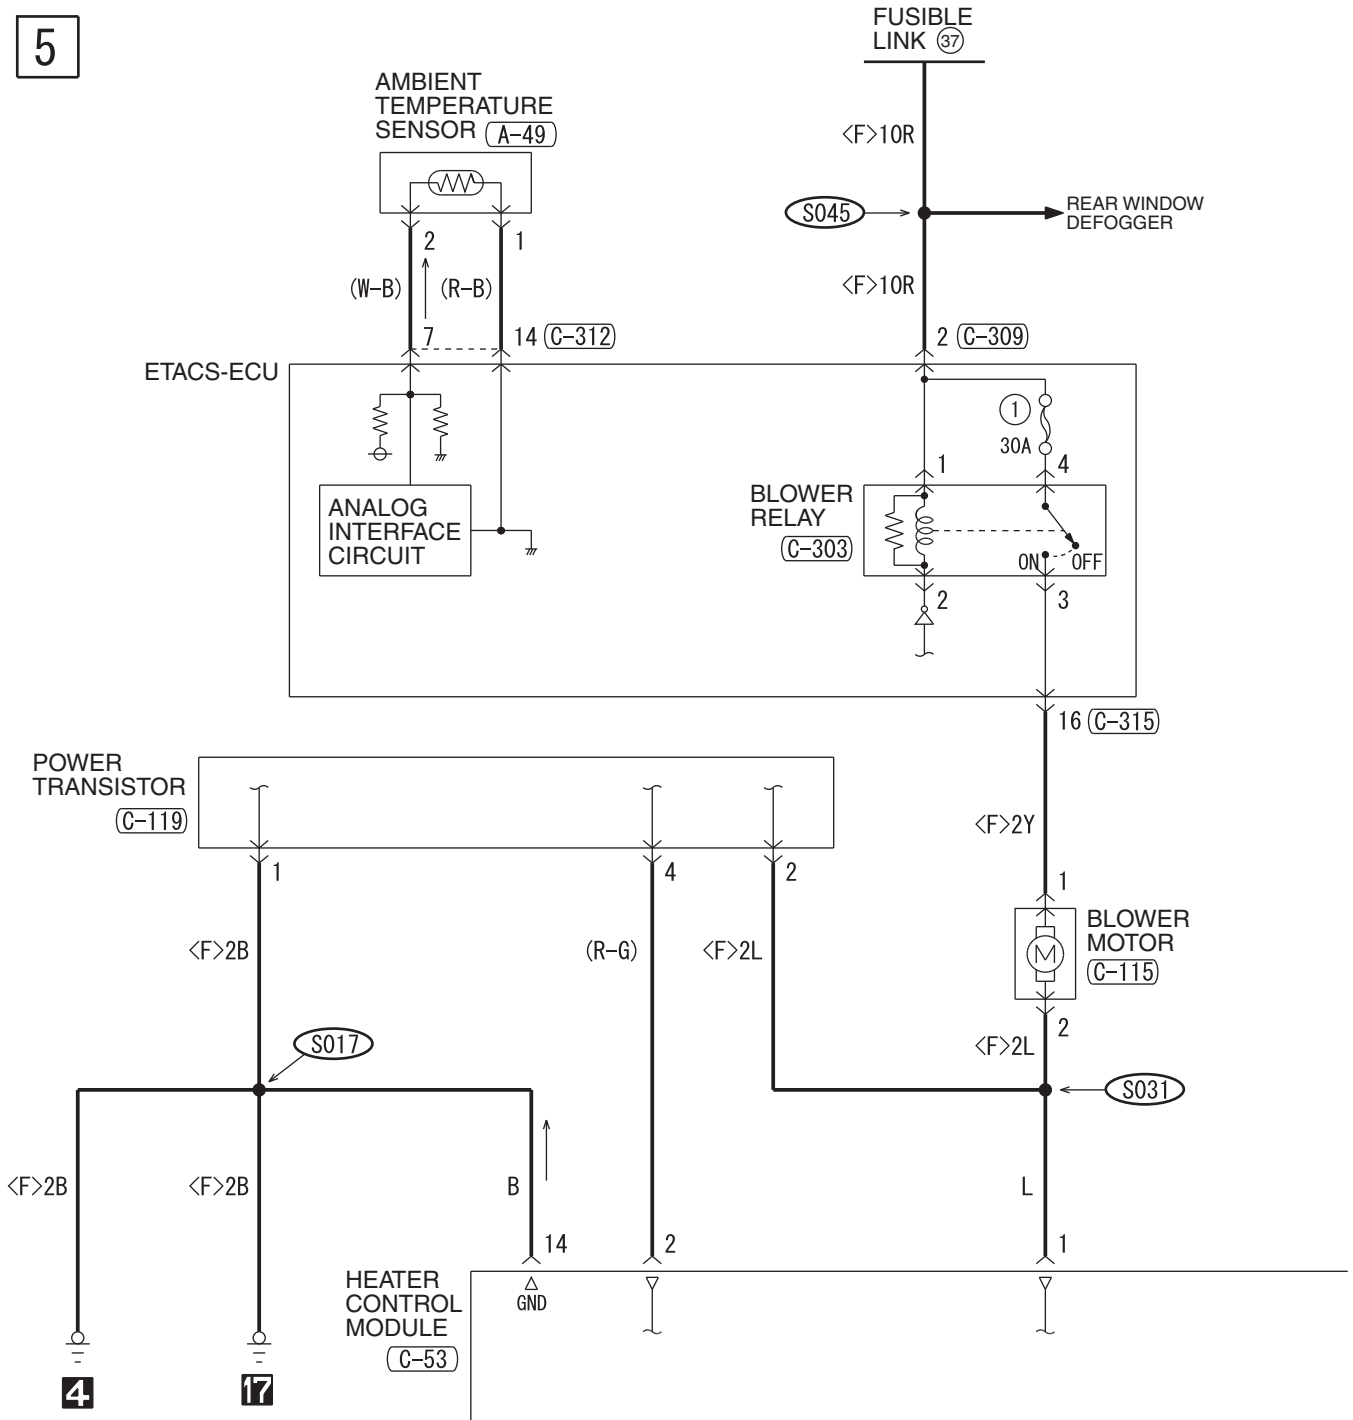 5
FUSIBLE
LINK 37
AMBIENT
TEMPERATURE
SENSOR A-49
<F>10R
S045
REAR WINDOW
DEFOGGER
2
1
(W-B)
(R-B)
<F>10R
7
14 C-312
2 C-309
ETACS-ECU
1
30A
1
4
ANALOG
INTERFACE
CIRCUIT
BLOWER
RELAY
C-303
ON
OFF
2
3
16 C-315
POWER
TRANSISTOR
C-119
<F>2Y
1
4
2
1
BLOWER
MOTOR
C-115
M
<F>2B
(R-G)
<F>2L
2
<F>2L
S017
S031
<F>2B
<F>2B
B
L
14
2
1
HEATER
CONTROL
MODULE
C-53
GND
4
17